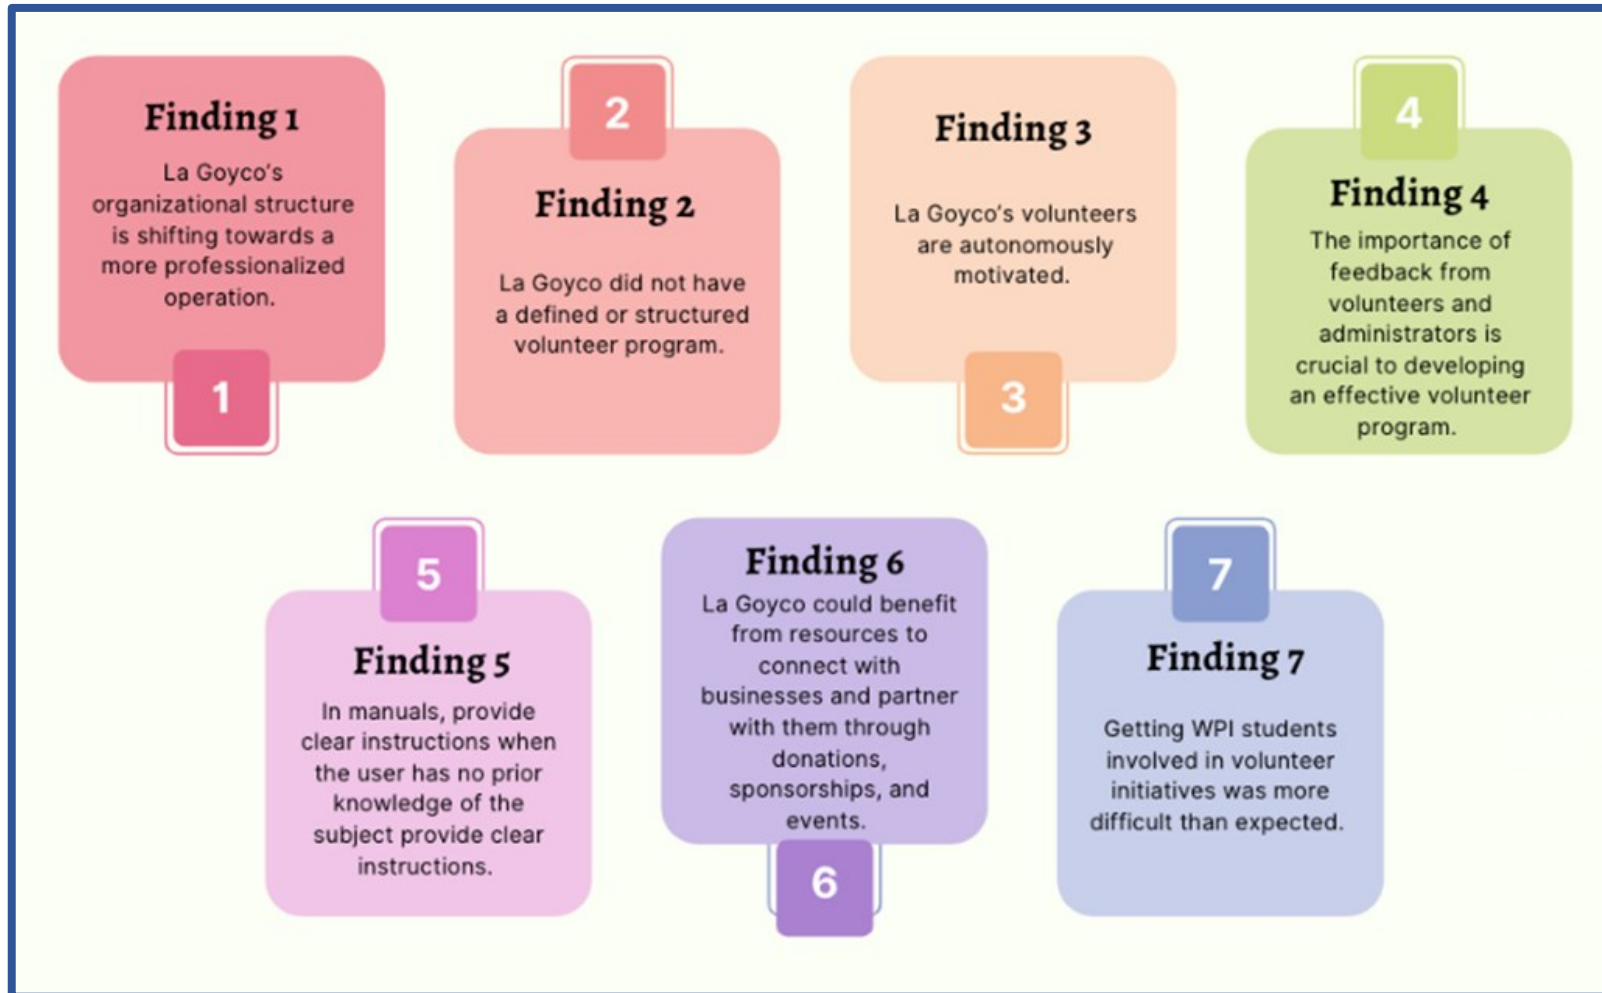 Finding 1
La Goyco's
organizational structure
is shifting towards a
more professionalized
operation.
1
2
Finding 2
La Goyco did not have
a defined or structured
volunteer program.
Finding 3
La Goyco's volunteers
are autonomously
motivated.
3
4
Finding 4
The importance of
feedback from
volunteers and
administrators is
crucial to developing
an effective volunteer
program.
5
Finding 5
In manuals, provide
clear instructions when
the user has no prior
knowledge of the
subject provide clear
instructions.
Finding 6
La Goyco could benefit
from resources to
connect with
businesses and partner
with them through
donations,
sponsorships, and
events.
6
7
Finding 7
Getting WPI students
involved in volunteer
initiatives was more
difficult than expected.